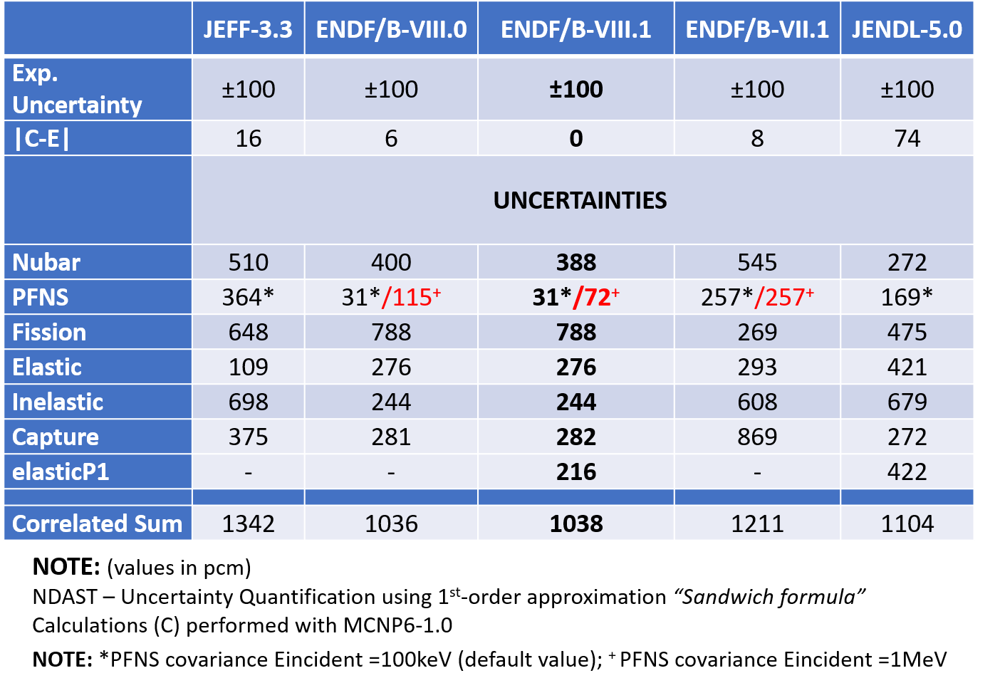 JEFF-3.3 ENDF/B-VIII.0 ENDF/B-VIII.1 ENDF/B-VII.1 JENDL-5.0
Exp.
Uncertainty ±100 ±100 ±100 ±100 ±100
|C-E| 16 6 0 8 74
UNCERTAINTIES
Nubar 510 400 388 545 272
PFNS 364* 31*/115⁺ 31*/72⁺ 257*/257⁺ 169*
Fission 648 788 788 269 475
Elastic 109 276 276 293 421
Inelastic 698 244 244 608 679
Capture 375 281 282 869 272
elasticP1 - - 216 - 422
Correlated Sum 1342 1036 1038 1211 1104
NOTE: (values in pcm)
NDAST – Uncertainty Quantification using 1ˢᵗ-order approximation “Sandwich formula”
Calculations (C) performed with MCNP6-1.0
NOTE: *PFNS covariance Eincident =100keV (default value); ⁺ PFNS covariance Eincident =1MeV